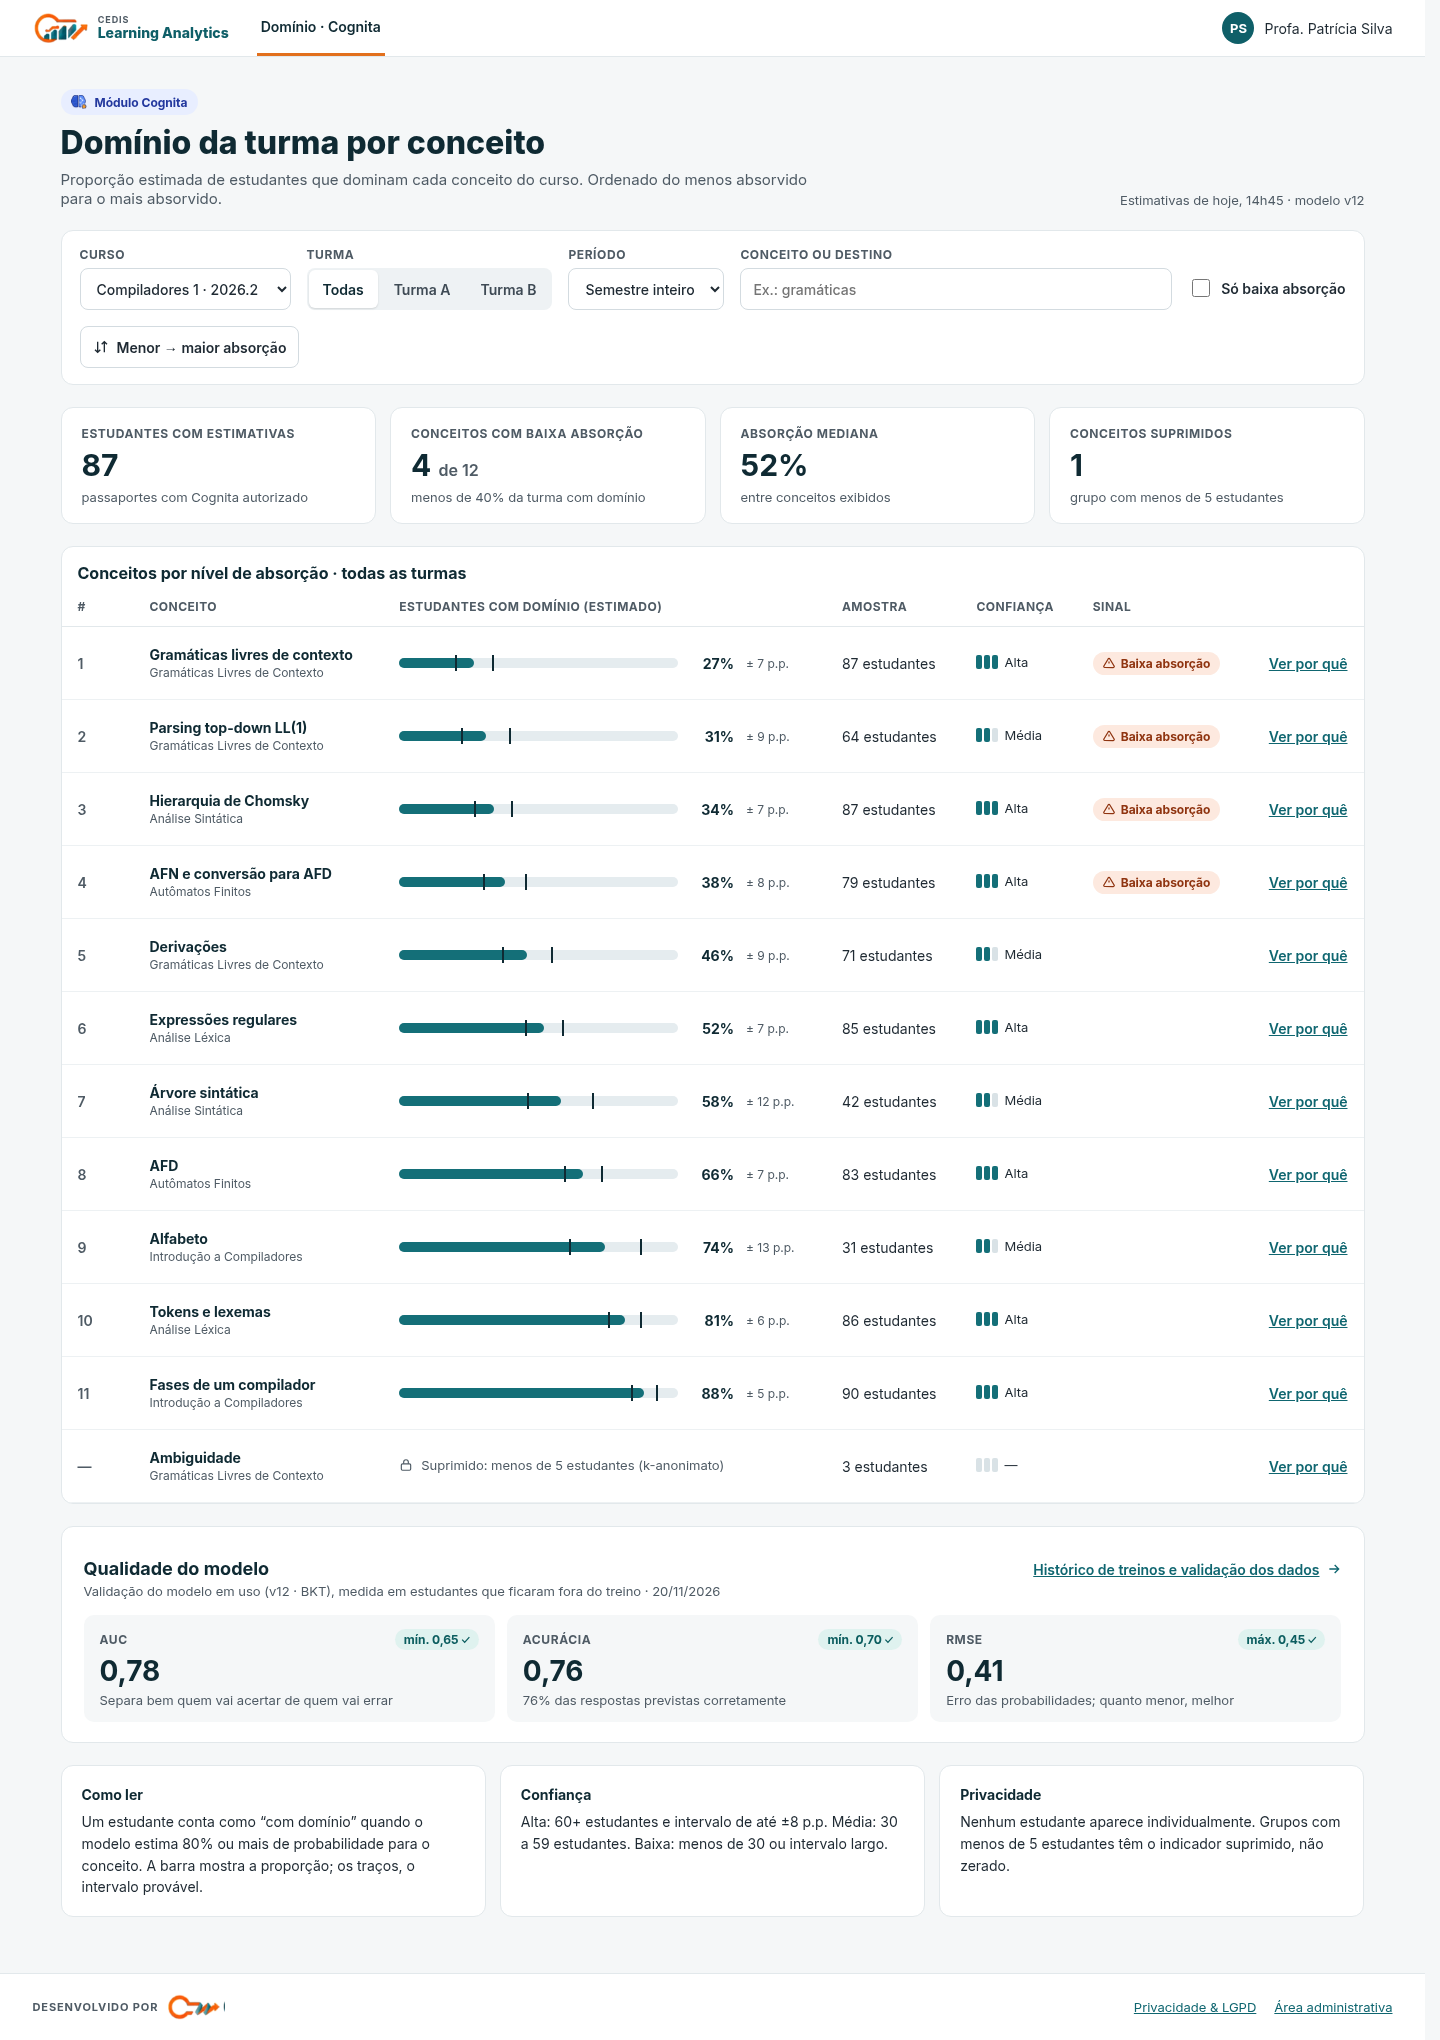 CEDIS
Learning Analytics
Domínio · Cognita
PS
Profa. Patrícia Silva
Módulo Cognita
Domínio da turma por conceito
Proporção estimada de estudantes que dominam cada conceito do curso. Ordenado do menos absorvido
para o mais absorvido.
Estimativas de hoje, 14h45 · modelo v12
CURSO
TURMA
PERÍODO
CONCEITO OU DESTINO
Compiladores 1 · 2026.2
Todas
Turma A
Turma B
Semestre inteiro
Ex.: gramáticas
Só baixa absorção
Menor → maior absorção
ESTUDANTES COM ESTIMATIVAS
87
passaportes com Cognita autorizado
CONCEITOS COM BAIXA ABSORÇÃO
4 de 12
menos de 40% da turma com domínio
ABSORÇÃO MEDIANA
52%
entre conceitos exibidos
CONCEITOS SUPRIMIDOS
1
grupo com menos de 5 estudantes
Conceitos por nível de absorção · todas as turmas
# CONCEITO ESTUDANTES COM DOMÍNIO (ESTIMADO) AMOSTRA CONFIANÇA SINAL
1 Gramáticas livres de contexto 27% ± 7 p.p. 87 estudantes Alta Baixa absorção Ver por quê
Gramáticas Livres de Contexto
2 Parsing top-down LL(1) 31% ± 9 p.p. 64 estudantes Média Baixa absorção Ver por quê
Gramáticas Livres de Contexto
3 Hierarquia de Chomsky 34% ± 7 p.p. 87 estudantes Alta Baixa absorção Ver por quê
Análise Sintática
4 AFN e conversão para AFD 38% ± 8 p.p. 79 estudantes Alta Baixa absorção Ver por quê
Autômatos Finitos
5 Derivações 46% ± 9 p.p. 71 estudantes Média Ver por quê
Gramáticas Livres de Contexto
6 Expressões regulares 52% ± 7 p.p. 85 estudantes Alta Ver por quê
Análise Léxica
7 Árvore sintática 58% ± 12 p.p. 42 estudantes Média Ver por quê
Análise Sintática
8 AFD 66% ± 7 p.p. 83 estudantes Alta Ver por quê
Autômatos Finitos
9 Alfabeto 74% ± 13 p.p. 31 estudantes Média Ver por quê
Introdução a Compiladores
10 Tokens e lexemas 81% ± 6 p.p. 86 estudantes Alta Ver por quê
Análise Léxica
11 Fases de um compilador 88% ± 5 p.p. 90 estudantes Alta Ver por quê
Introdução a Compiladores
— Ambiguidade Suprimido: menos de 5 estudantes (k-anonimato) 3 estudantes — Ver por quê
Gramáticas Livres de Contexto
Qualidade do modelo
Histórico de treinos e validação dos dados →
Validação do modelo em uso (v12 · BKT), medida em estudantes que ficaram fora do treino · 20/11/2026
AUC
mín. 0,65 ✓
0,78
Separa bem quem vai acertar de quem vai errar
ACURÁCIA
mín. 0,70 ✓
0,76
76% das respostas previstas corretamente
RMSE
máx. 0,45 ✓
0,41
Erro das probabilidades; quanto menor, melhor
Como ler
Um estudante conta como “com domínio” quando o
modelo estima 80% ou mais de probabilidade para o
conceito. A barra mostra a proporção; os traços, o
intervalo provável.
Confiança
Alta: 60+ estudantes e intervalo de até ±8 p.p. Média: 30
a 59 estudantes. Baixa: menos de 30 ou intervalo largo.
Privacidade
Nenhum estudante aparece individualmente. Grupos com
menos de 5 estudantes têm o indicador suprimido, não
zerado.
DESENVOLVIDO POR
Privacidade & LGPD
Área administrativa